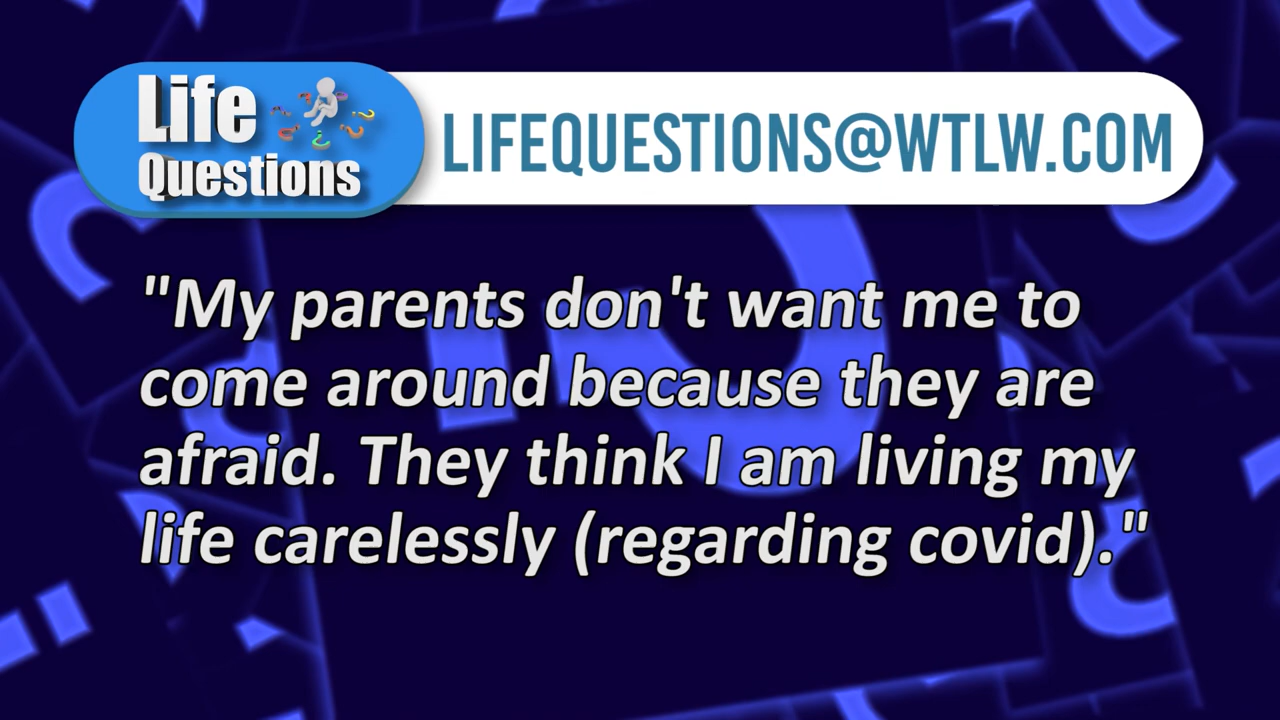 Life
Questions
LIFEQUESTIONS@WTLW.COM
"My parents don't want me to
come around because they are
afraid. They think I am living my
life carelessly (regarding covid)."